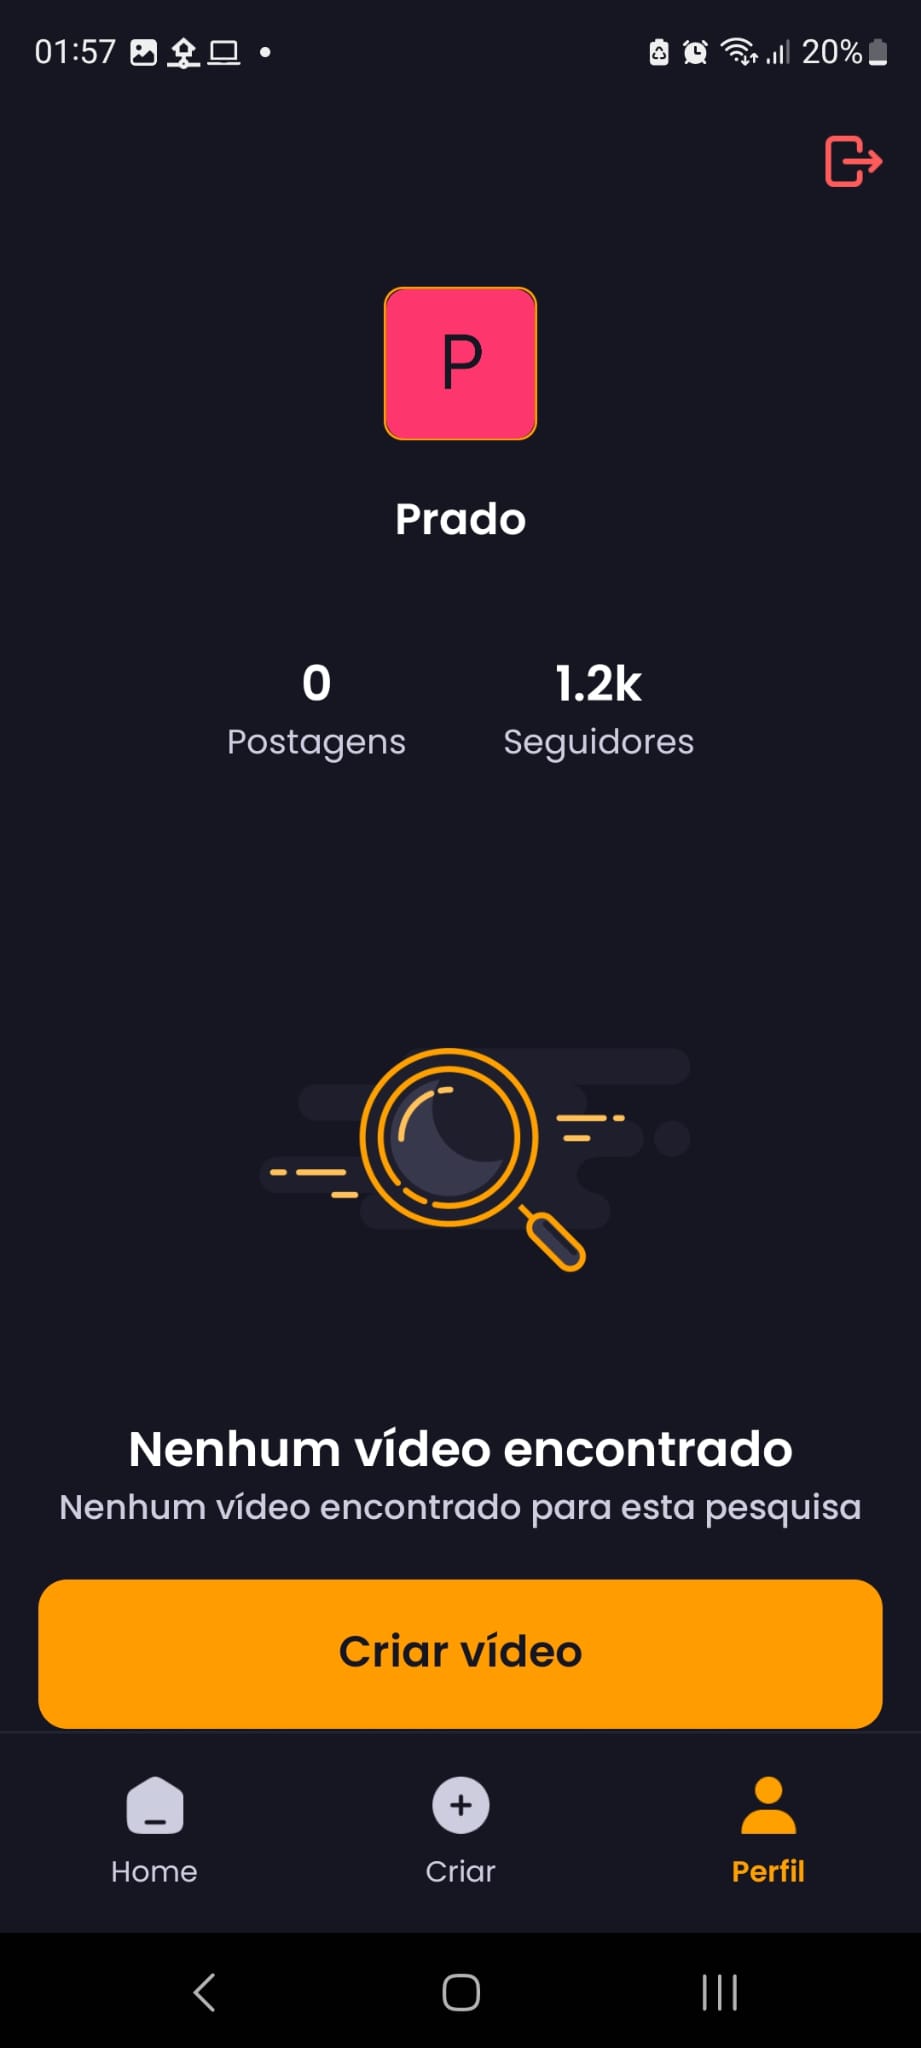 01:57 20%
P
Prado
0 1.2k
Postagens Seguidores
Nenhum vídeo encontrado
Nenhum vídeo encontrado para esta pesquisa
Criar vídeo
Home Criar Perfil